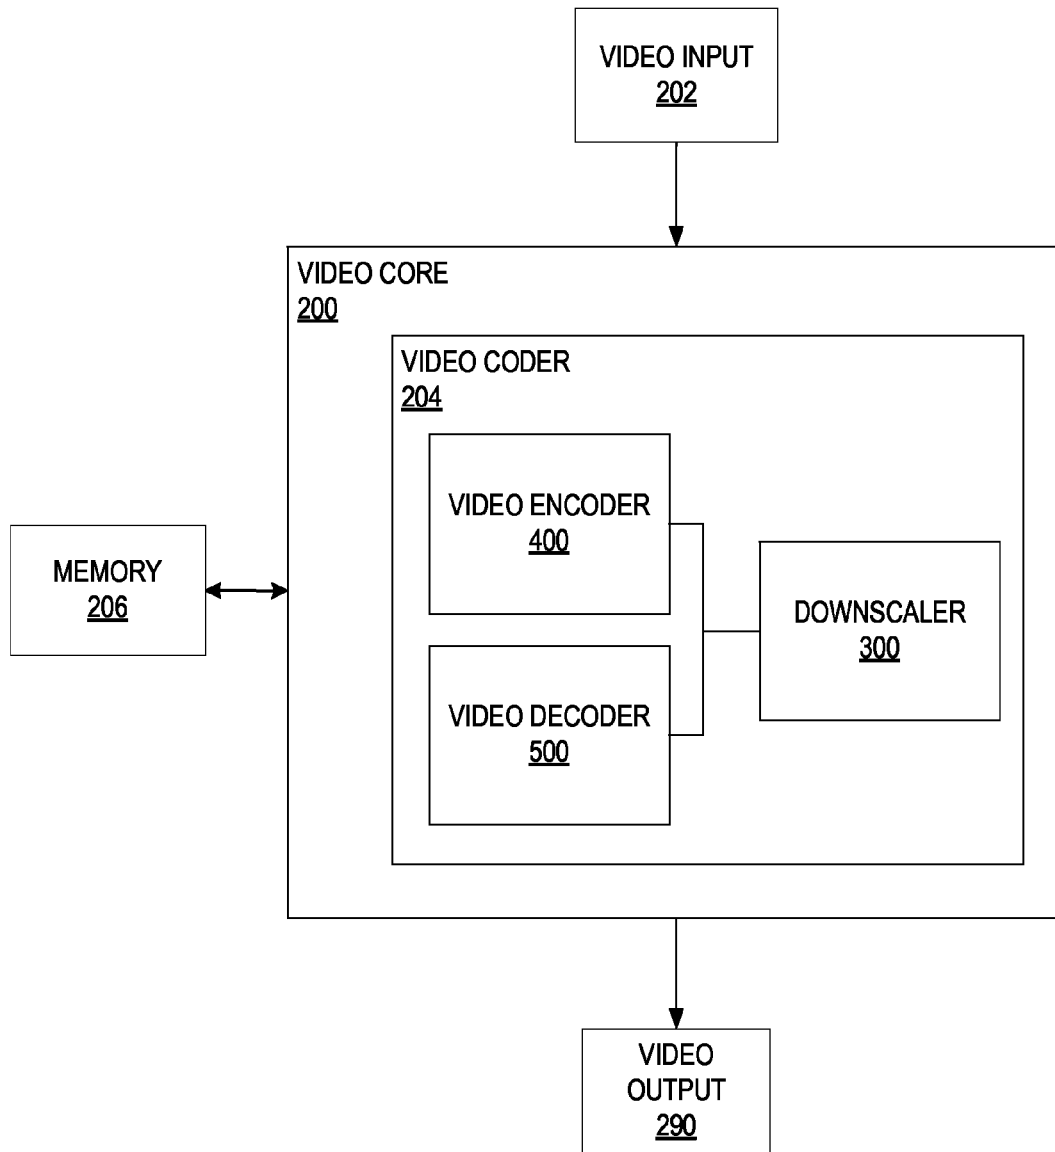 VIDEO INPUT
202
VIDEO CORE
200
VIDEO CODER
204
VIDEO ENCODER
400
MEMORY
206
DOWNSCALER
300
VIDEO DECODER
500
VIDEO
OUTPUT
290